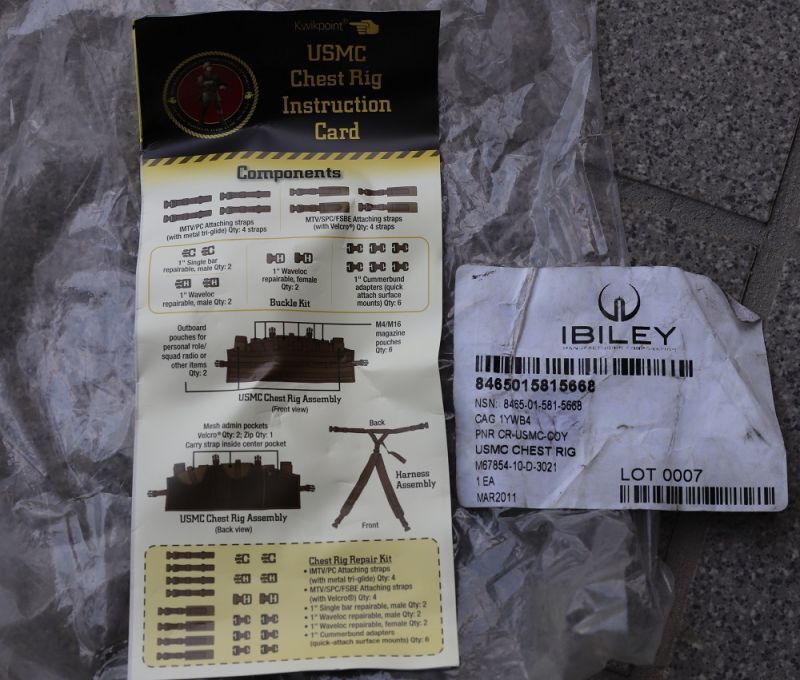 Kwikpoint®
USMC
Chest Rig
Instruction
Card
Components
IMTV/PC Attaching straps
(with metal tri-glide) Qty: 4 straps
MTV/SPC/FSBE Attaching straps
(with Velcro®) Qty: 4 straps
1" Single bar
repairable, male Qty: 2
1" Waveloc
repairable, male Qty: 2
1" Waveloc
repairable, female
Qty: 2
Buckle Kit
1" Cummerbund
adapters (quick
attach surface
mounts) Qty: 6
Outboard
pouches for
personal role/
squad radio or
other items
Qty: 2
M4/M16
magazine
pouches
Qty: 6
USMC Chest Rig Assembly
(Front view)
Mesh admin pockets
Velcro® Qty: 2; Zip Qty: 1
Carry strap inside center pocket
USMC Chest Rig Assembly
(Back view)
Back
Harness
Assembly
Front
Chest Rig Repair Kit
• IMTV/PC Attaching straps
(with metal tri-glide) Qty: 4
• MTV/SPC/FSBE Attaching straps
(with Velcro®) Qty: 4
• 1" Single bar repairable, male Qty: 2
• 1" Waveloc repairable, male Qty: 2
• 1" Waveloc repairable, female Qty: 2
• 1" Cummerbund adapters
(quick-attach surface mounts) Qty: 6
IBILEY
MANUFACTURING CORPORATION
8465015815668
NSN: 8465-01-581-5668
CAG 1YWB4
PNR CR-USMC-COY
USMC CHEST RIG
M67854-10-D-3021
1 EA
MAR2011
LOT 0007